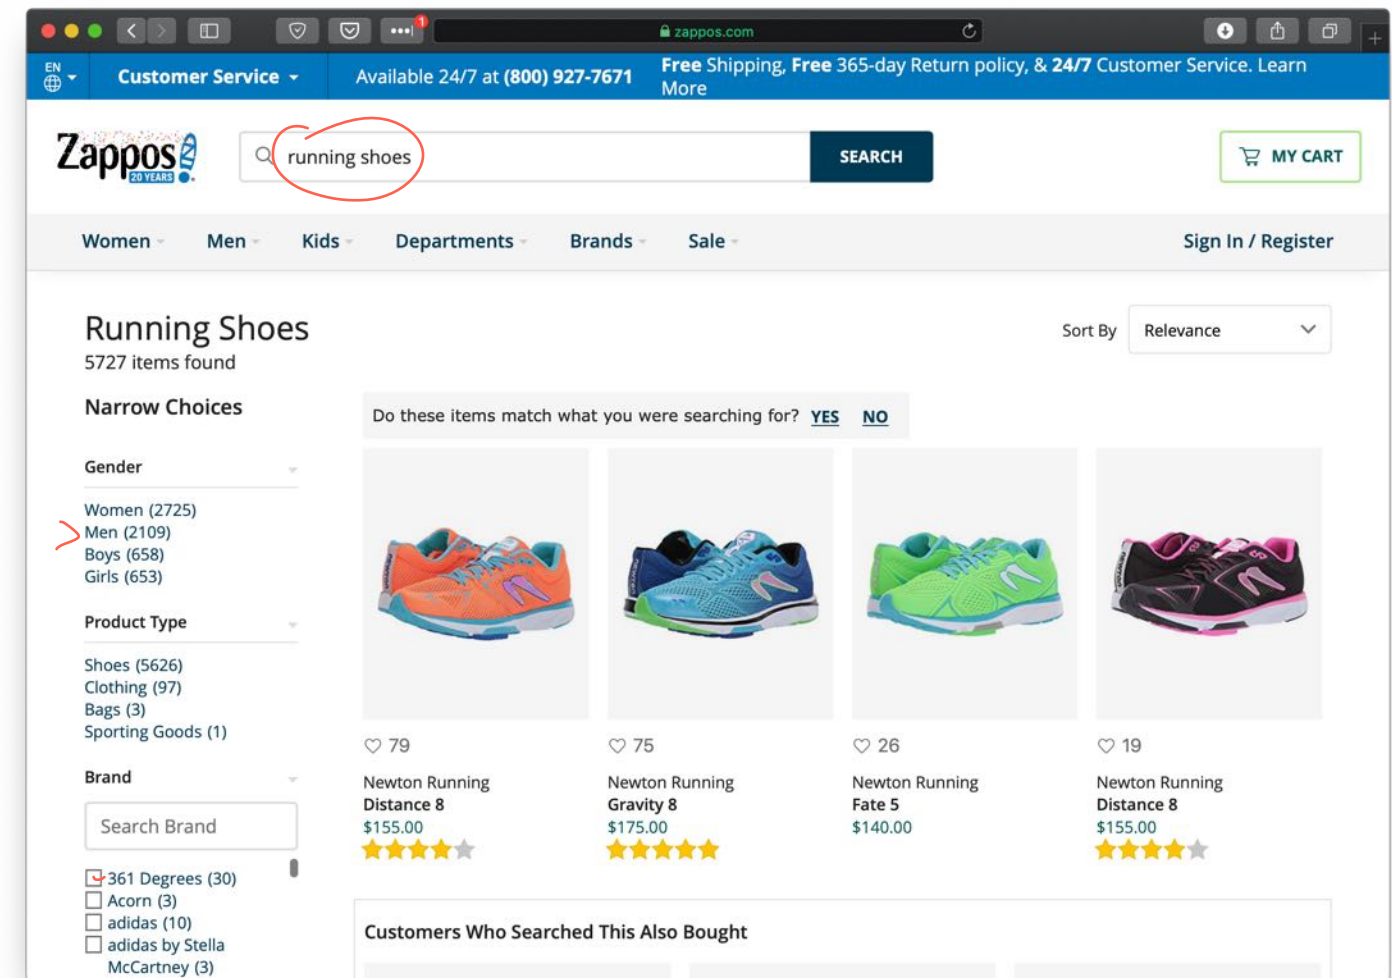 1
zappos.com
EN
Customer Service
Available 24/7 at (800) 927-7671
Free Shipping, Free 365-day Return policy, & 24/7 Customer Service. Learn
More
Zappos
20 YEARS
running shoes
SEARCH
MY CART
Women
Men
Kids
Departments
Brands
Sale
Sign In / Register
Running Shoes
5727 items found
Sort By
Relevance
Narrow Choices
Do these items match what you were searching for? YES NO
Gender
Women (2725)
Men (2109)
Boys (658)
Girls (653)
Product Type
Shoes (5626)
Clothing (97)
Bags (3)
Sporting Goods (1)
Brand
Search Brand
361 Degrees (30)
Acorn (3)
adidas (10)
adidas by Stella
McCartney (3)
79
Newton Running
Distance 8
$155.00
75
Newton Running
Gravity 8
$175.00
26
Newton Running
Fate 5
$140.00
19
Newton Running
Distance 8
$155.00
Customers Who Searched This Also Bought